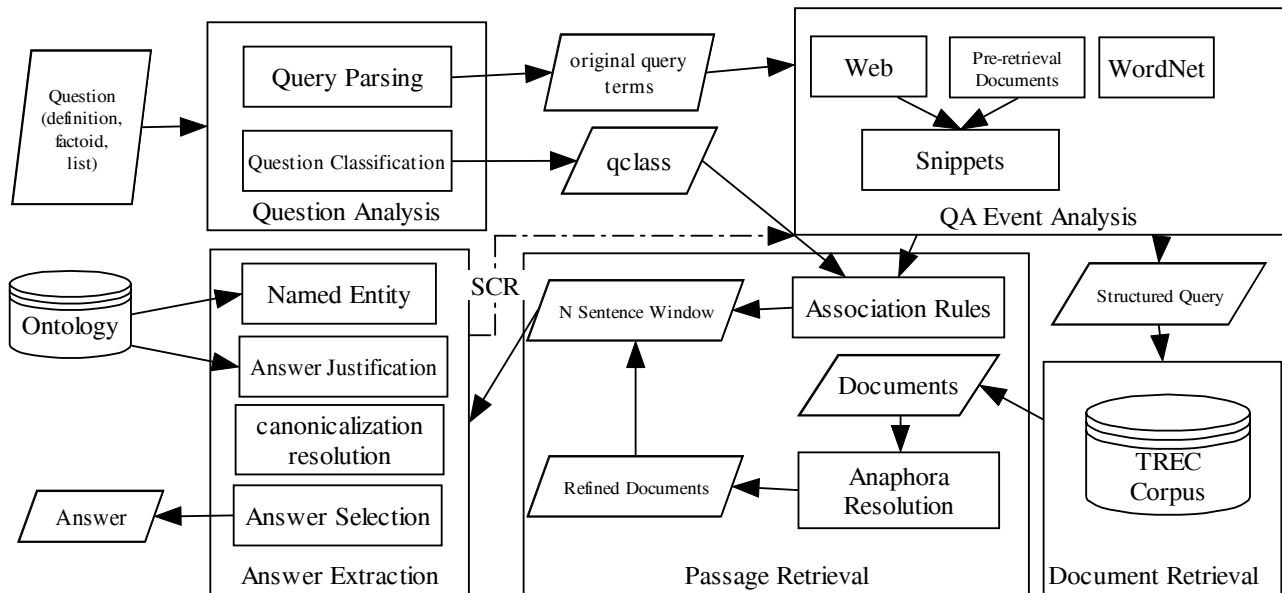 Question
(definition,
factoid,
list)
Query Parsing
Question Classification
Question Analysis
original query
terms
qclass
Web
Pre-retrieval
Documents
WordNet
Snippets
QA Event Analysis
Ontology
Named Entity
Answer Justification
canonicalization
resolution
Answer Selection
Answer Extraction
Answer
SCR
N Sentence Window
Association Rules
Documents
Refined Documents
Anaphora
Resolution
Passage Retrieval
Structured Query
TREC
Corpus
Document Retrieval